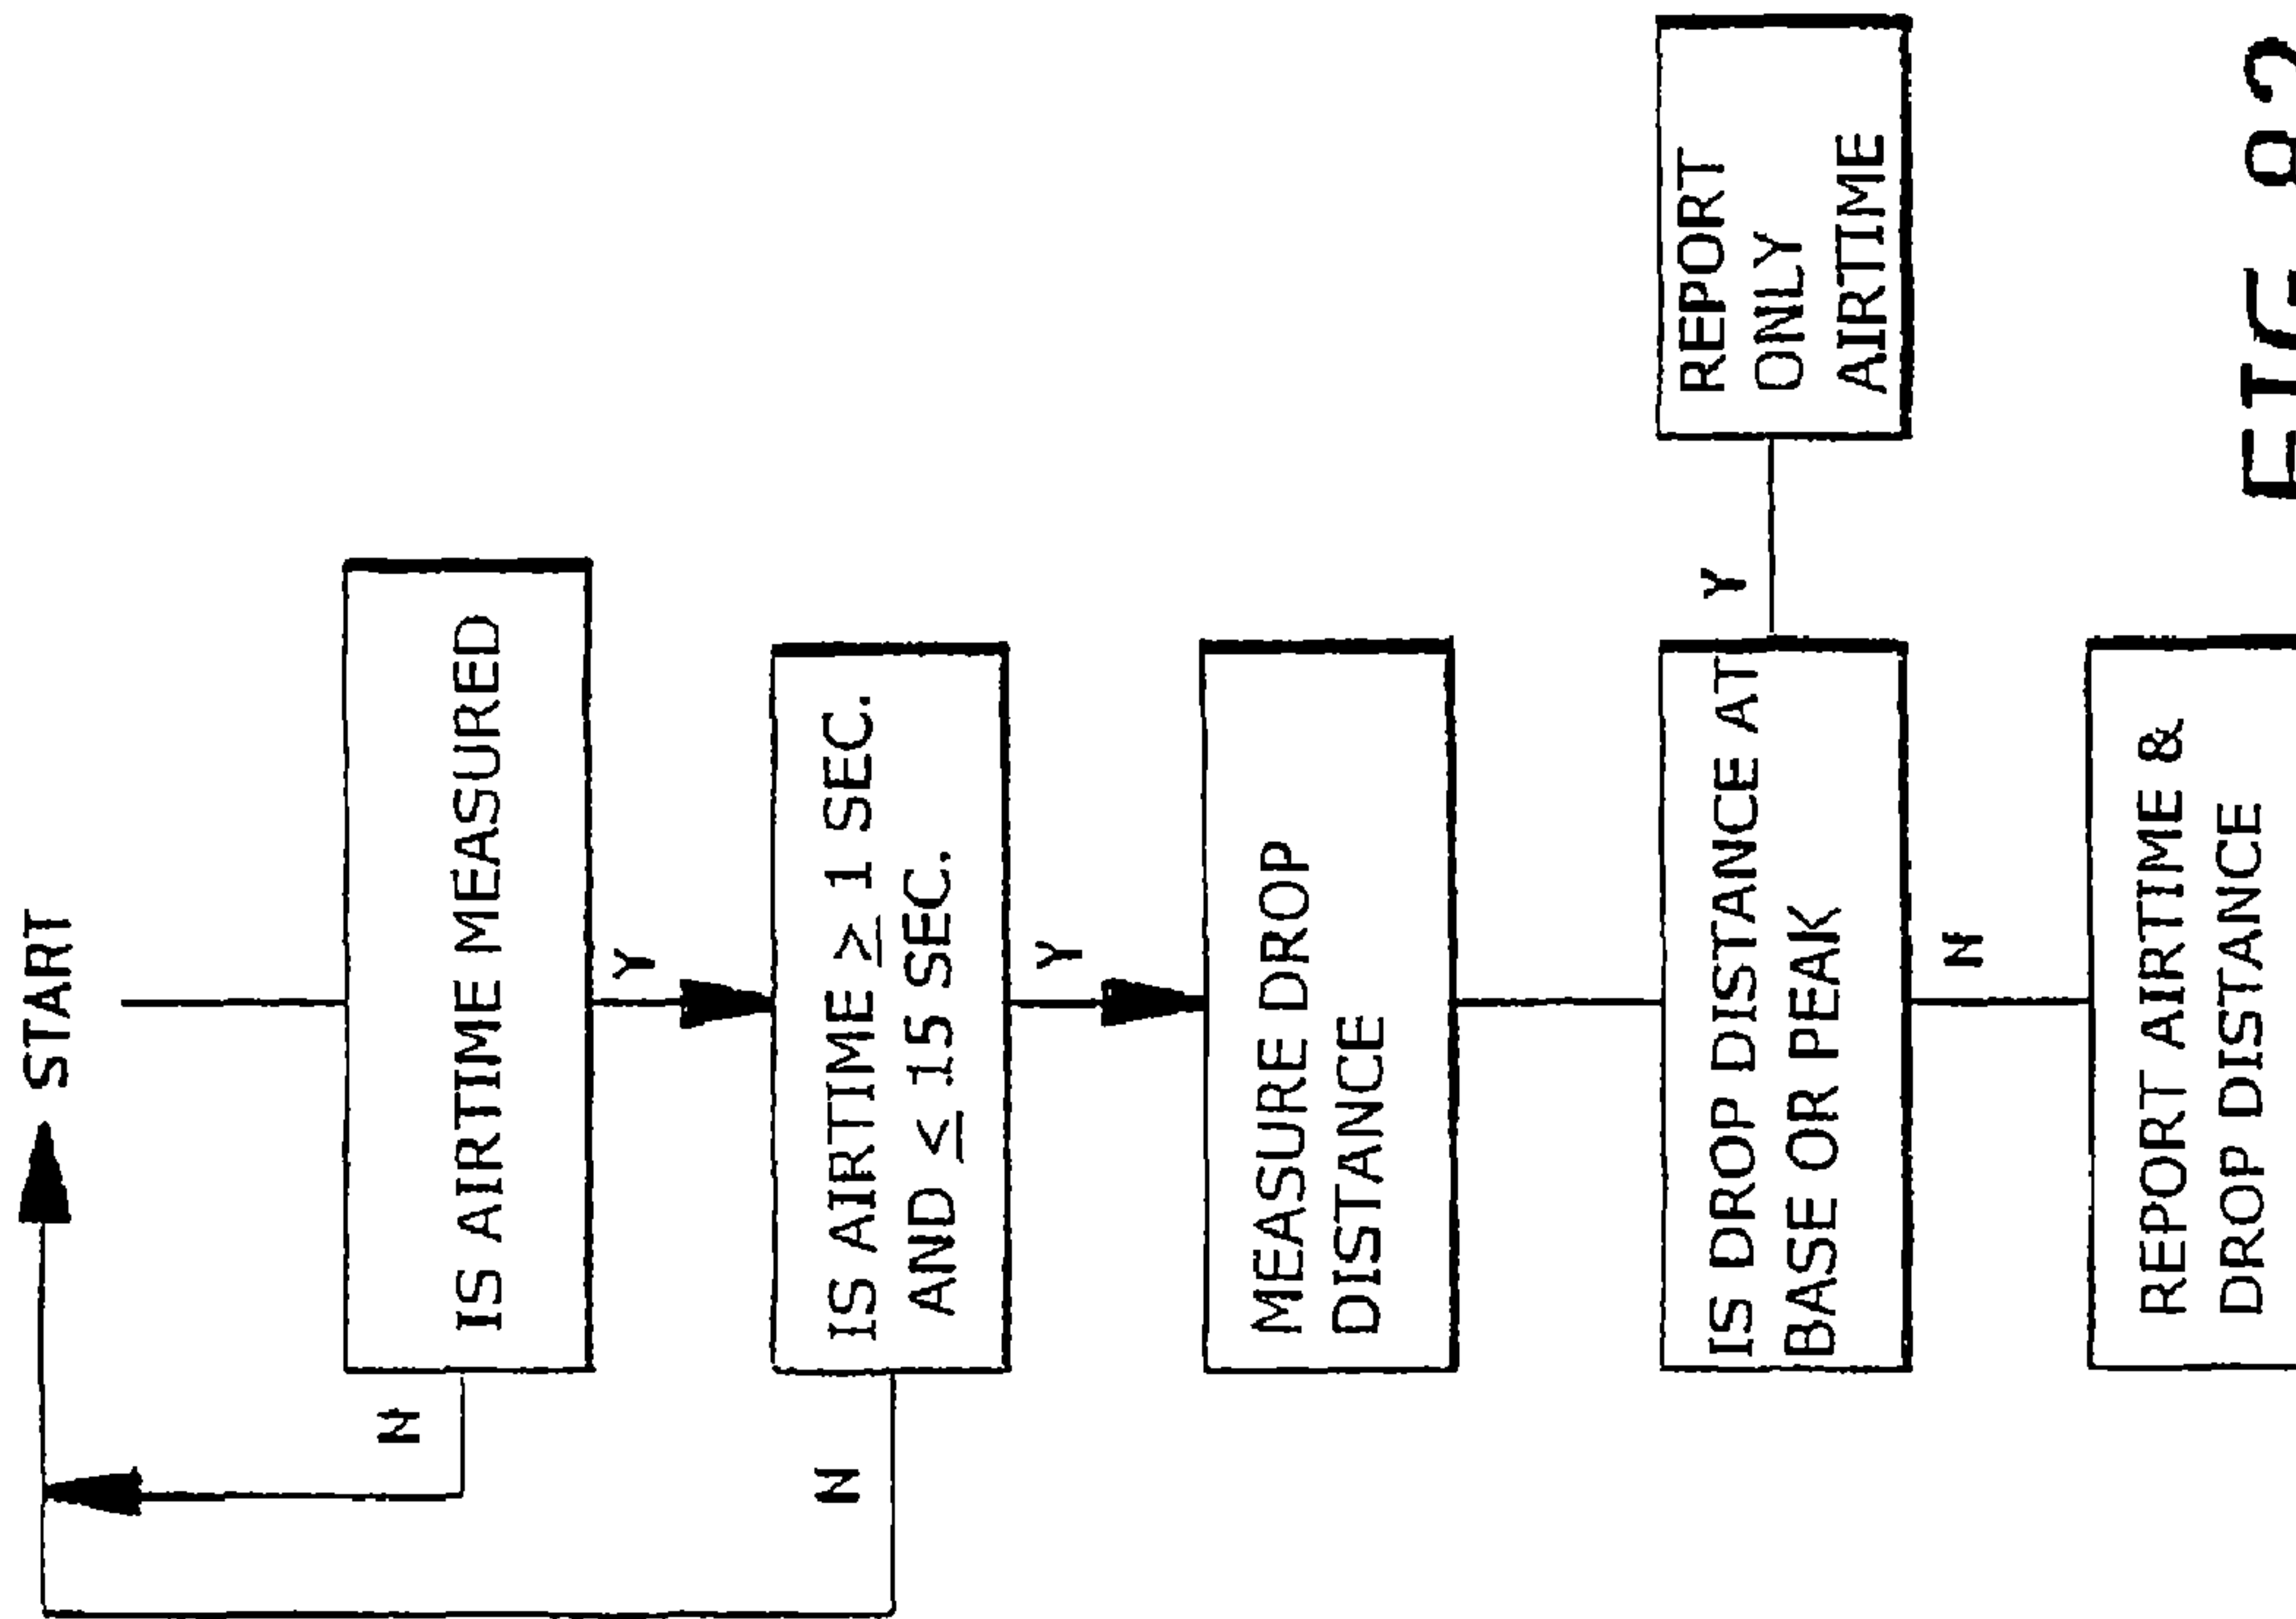 START
IS AIRTIME MEASURED
N
Y
IS AIRTIME ≥ 1 SEC.
AND ≤ 15 SEC.
N
Y
MEASURE DROP
DISTANCE
IS DROP DISTANCE AT
BASE OR PEAK
Y
REPORT
ONLY
AIRTIME
N
REPORT AIRTIME &
DROP DISTANCE